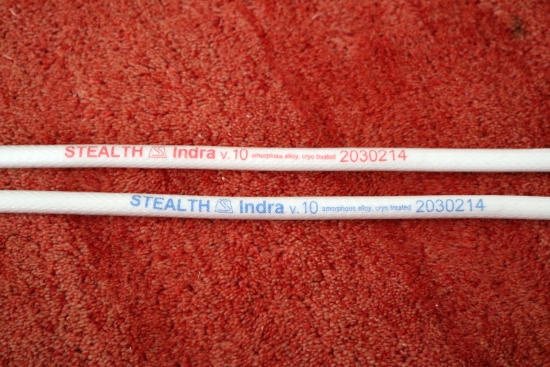 STEALTH Indra v.10 amorphous alloy, cryo treated 2030214
STEALTH Indra v.10 amorphous alloy, cryo treated 2030214